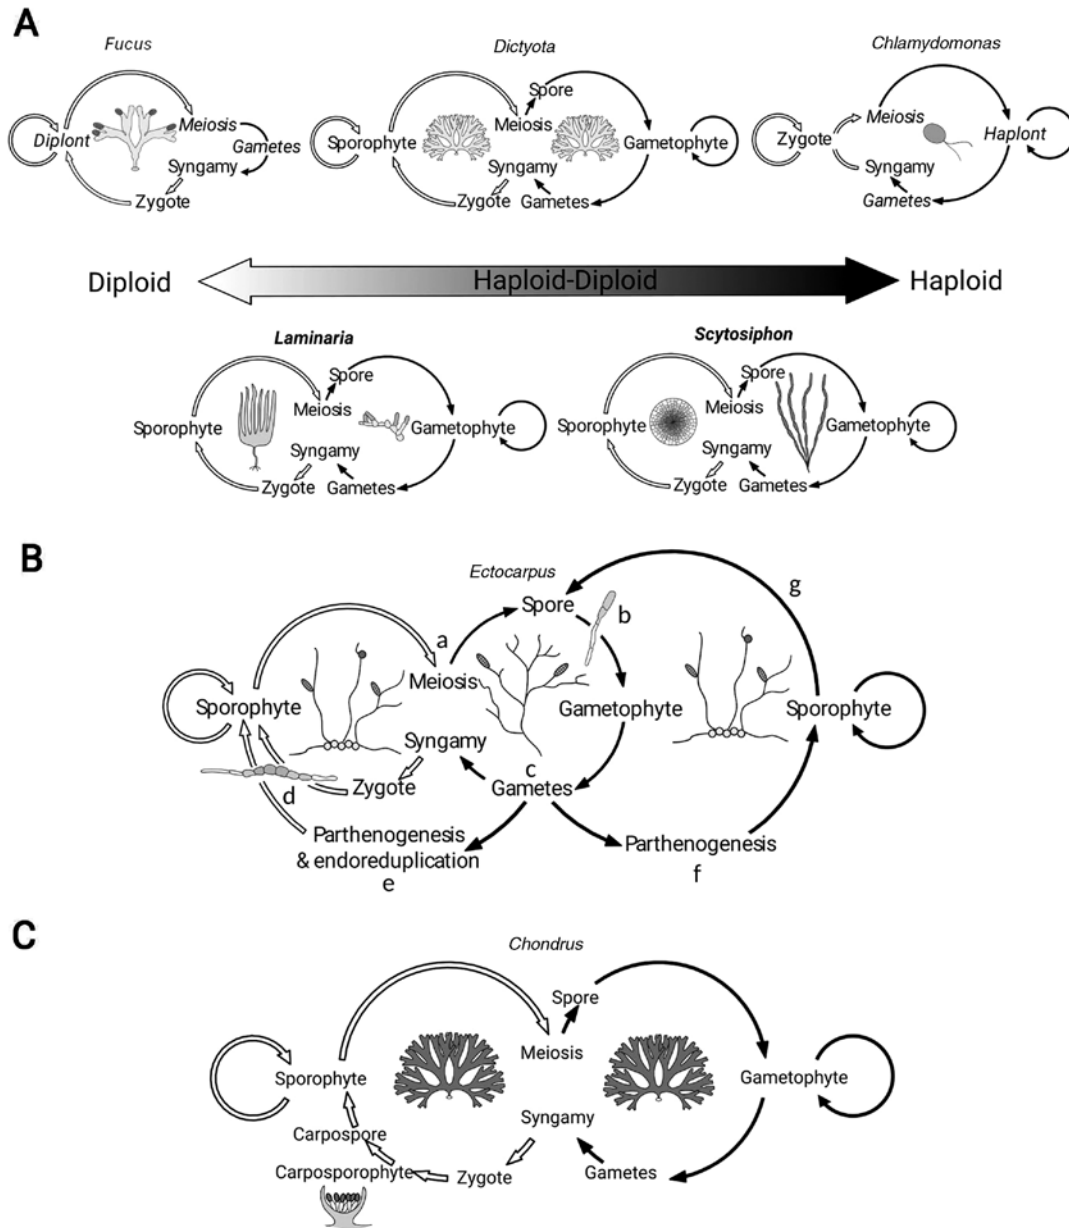 A
Fucus
Diplont
Meiosis
Gametes
Syngamy
Zygote
Dictyota
Spore
Sporophyte
Meiosis
Gametophyte
Syngamy
Zygote
Gametes
Chlamydomonas
Zygote
Meiosis
Haplont
Syngamy
Gametes
Diploid
Haploid-Diploid
Haploid
Laminaria
Spore
Meiosis
Sporophyte
Gametophyte
Syngamy
Zygote
Gametes
Scytosiphon
Spore
Meiosis
Sporophyte
Gametophyte
Syngamy
Zygote
Gametes
B
Ectocarpus
g
Spore
b
a
Meiosis
Sporophyte
Gametophyte
Sporophyte
Syngamy
c
Zygote
Gametes
d
Parthenogenesis
& endoreduplication
e
Parthenogenesis
f
C
Chondrus
Spore
Meiosis
Sporophyte
Gametophyte
Syngamy
Carpospore
Carposporophyte
Zygote
Gametes